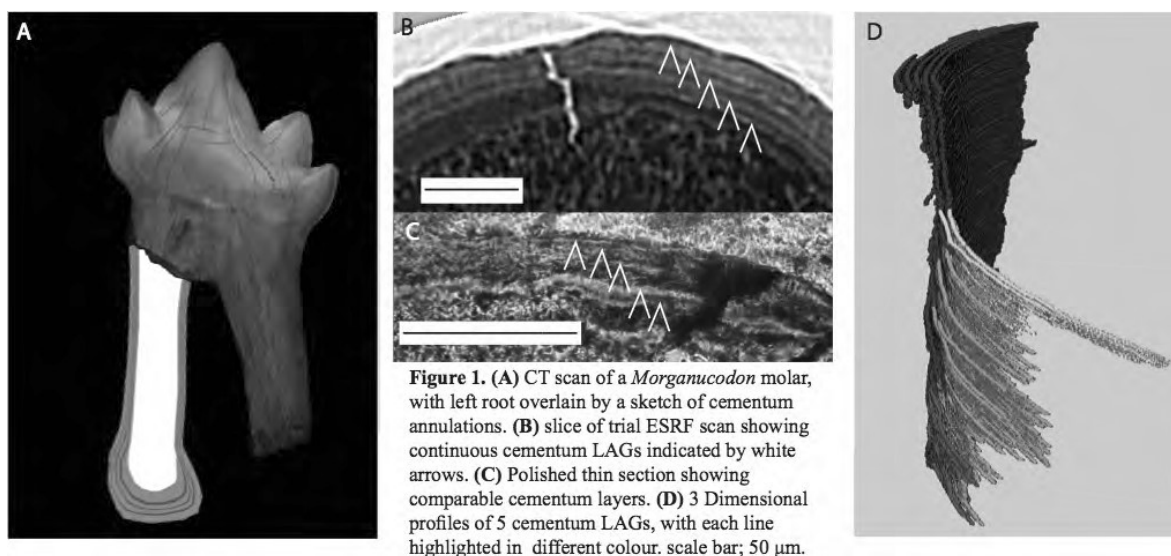 A
B
C
D
Figure 1. (A) CT scan of a Morganucodon molar,
with left root overlain by a sketch of cementum
annulations. (B) slice of trial ESRF scan showing
continuous cementum LAGs indicated by white
arrows. (C) Polished thin section showing
comparable cementum layers. (D) 3 Dimensional
profiles of 5 cementum LAGs, with each line
highlighted in different colour. scale bar; 50 μm.